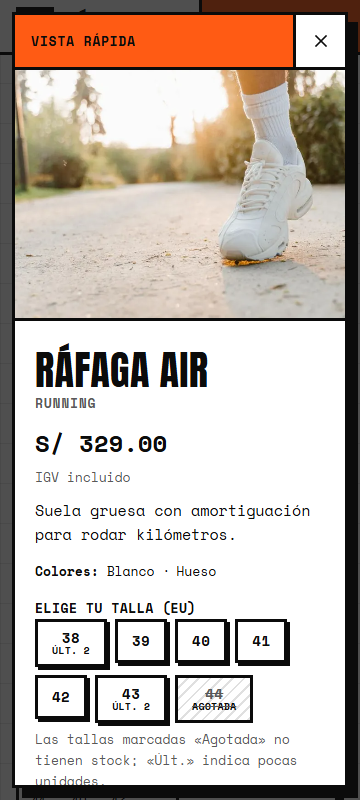 VISTA RÁPIDA
RÁFAGA AIR
RUNNING
S/ 329.00
IGV incluido
Suela gruesa con amortiguación
para rodar kilómetros.
Colores: Blanco · Hueso
ELIGE TU TALLA (EU)
38 39 40 41
ÚLT. 2
42 43 44
ÚLT. 2 AGOTADA
Las tallas marcadas «Agotada» no
tienen stock; «Últ.» indica pocas
unidades.